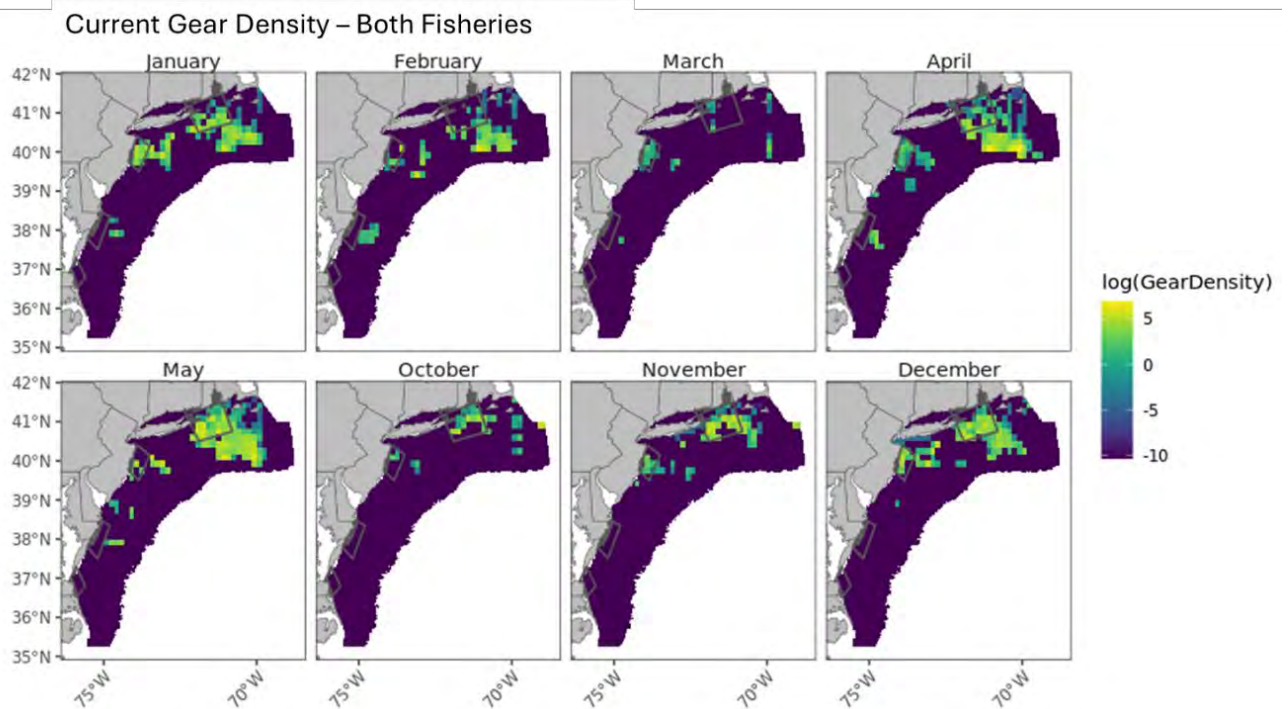 Current Gear Density – Both Fisheries
January February March April
42°N
41°N
40°N
39°N
38°N
37°N
36°N
35°N
log(GearDensity)
5
0
-5
-10
May October November December
42°N
41°N
40°N
39°N
38°N
37°N
36°N
35°N
75°W 70°W 75°W 70°W 75°W 70°W 75°W 70°W